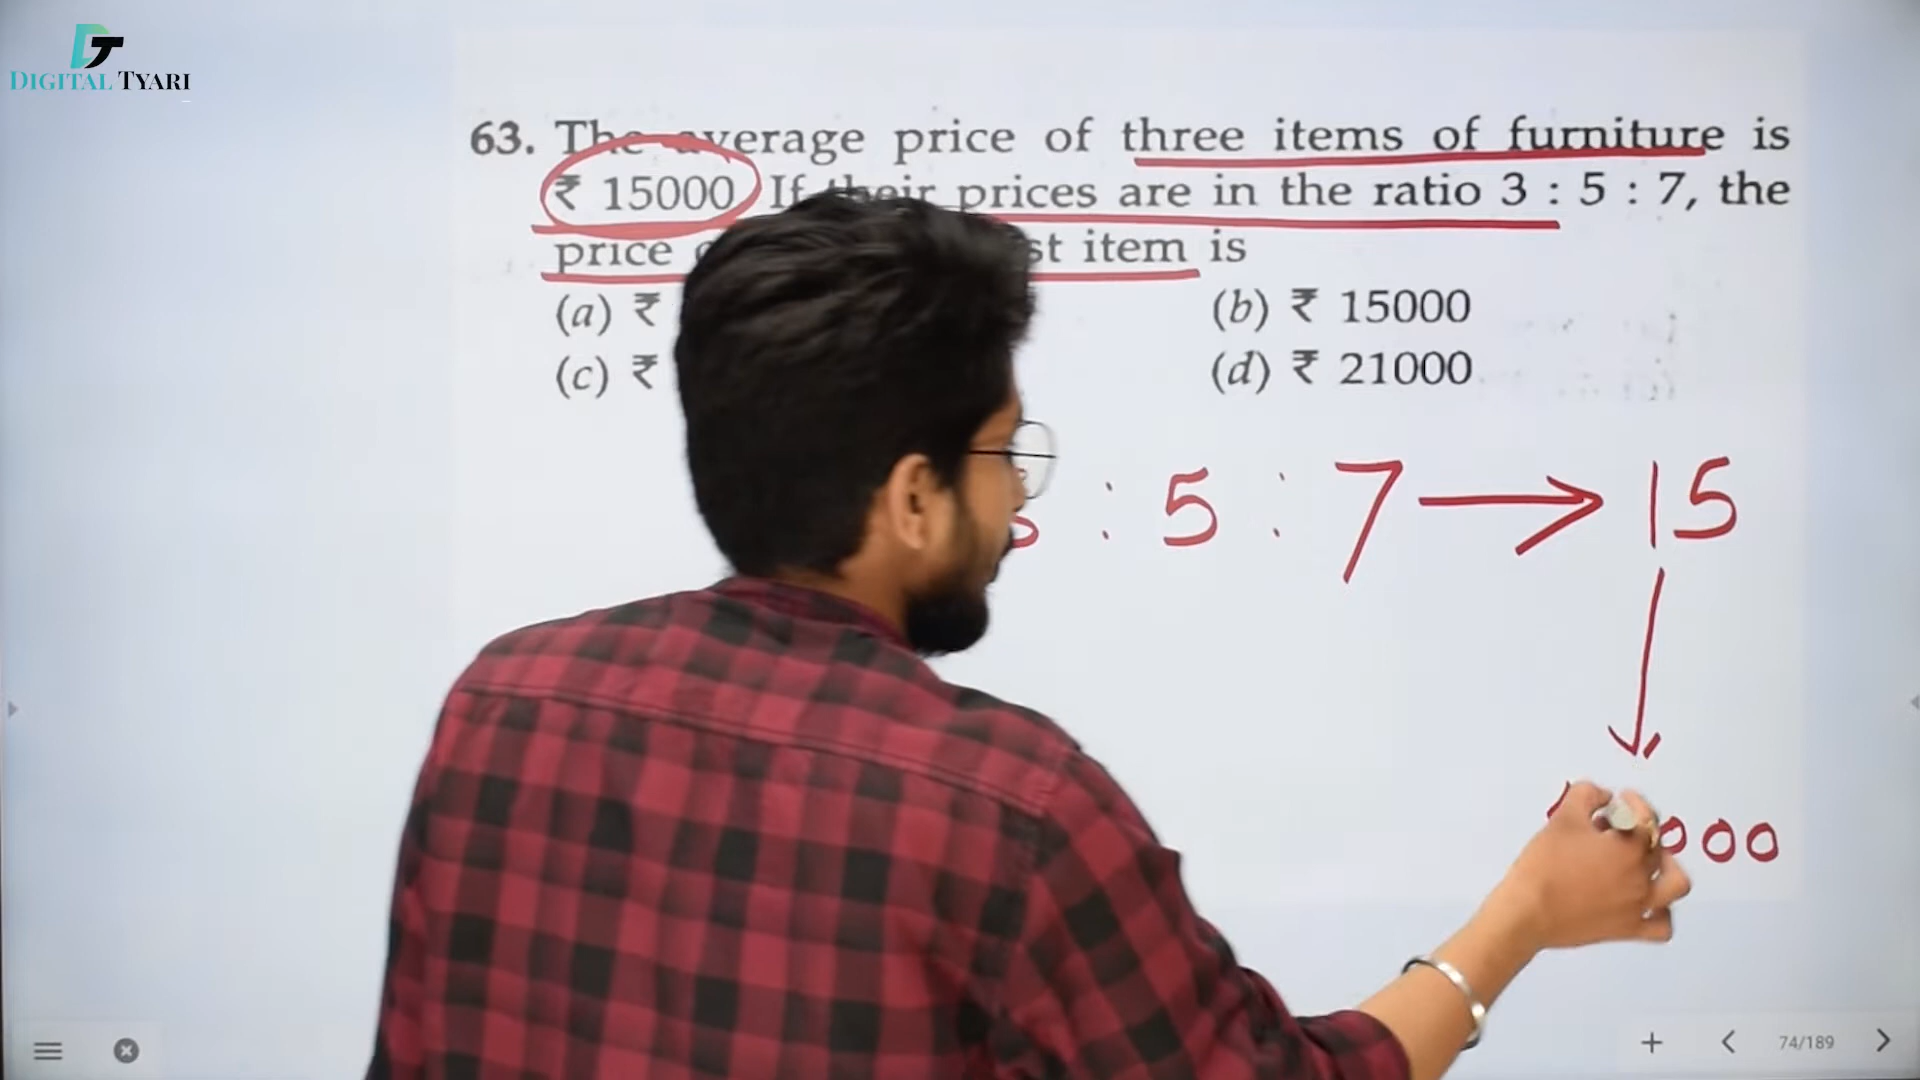 DT
DIGITAL TYARI
63. The average price of three items of furniture is
₹ 15000 If their prices are in the ratio 3 : 5 : 7, the
price st item is
(a) ₹ (b) ₹ 15000
(c) ₹ (d) ₹ 21000
: 5 : 7 → 15
000
74/189